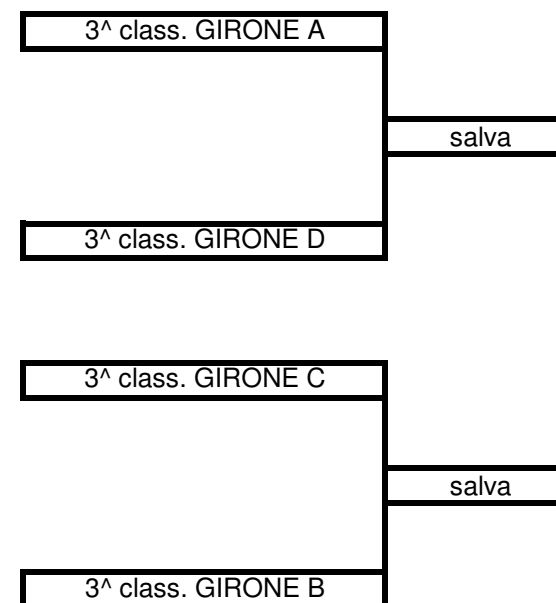 3^ class. GIRONE A
salva
3^ class. GIRONE D
3^ class. GIRONE C
salva
3^ class. GIRONE B